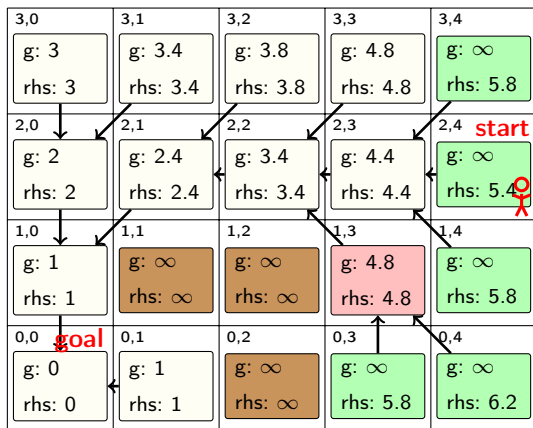 3,0 3,1 3,2 3,3 3,4
g: 3 g: 3.4 g: 3.8 g: 4.8 g: ∞
rhs: 3 rhs: 3.4 rhs: 3.8 rhs: 4.8 rhs: 5.8
2,0 2,1 2,2 2,3 2,4 start
g: 2 g: 2.4 g: 3.4 g: 4.4 g: ∞
rhs: 2 rhs: 2.4 rhs: 3.4 rhs: 4.4 rhs: 5.4
1,0 1,1 1,2 1,3 1,4
g: 1 g: ∞ g: ∞ g: 4.8 g: ∞
rhs: 1 rhs: ∞ rhs: ∞ rhs: 4.8 rhs: 5.8
0,0 goal 0,1 0,2 0,3 0,4
g: 0 g: 1 g: ∞ g: ∞ g: ∞
rhs: 0 rhs: 1 rhs: ∞ rhs: 5.8 rhs: 6.2